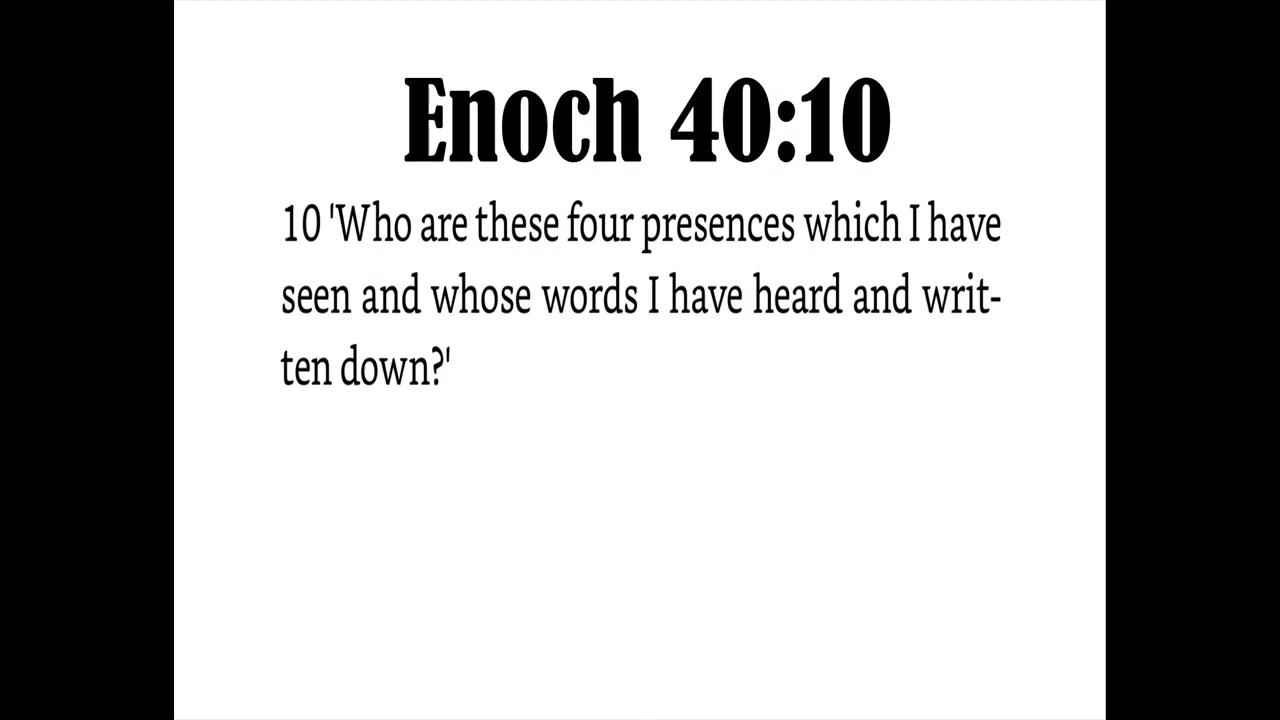 Enoch 40:10
10 'Who are these four presences which I have
seen and whose words I have heard and writ-
ten down?'